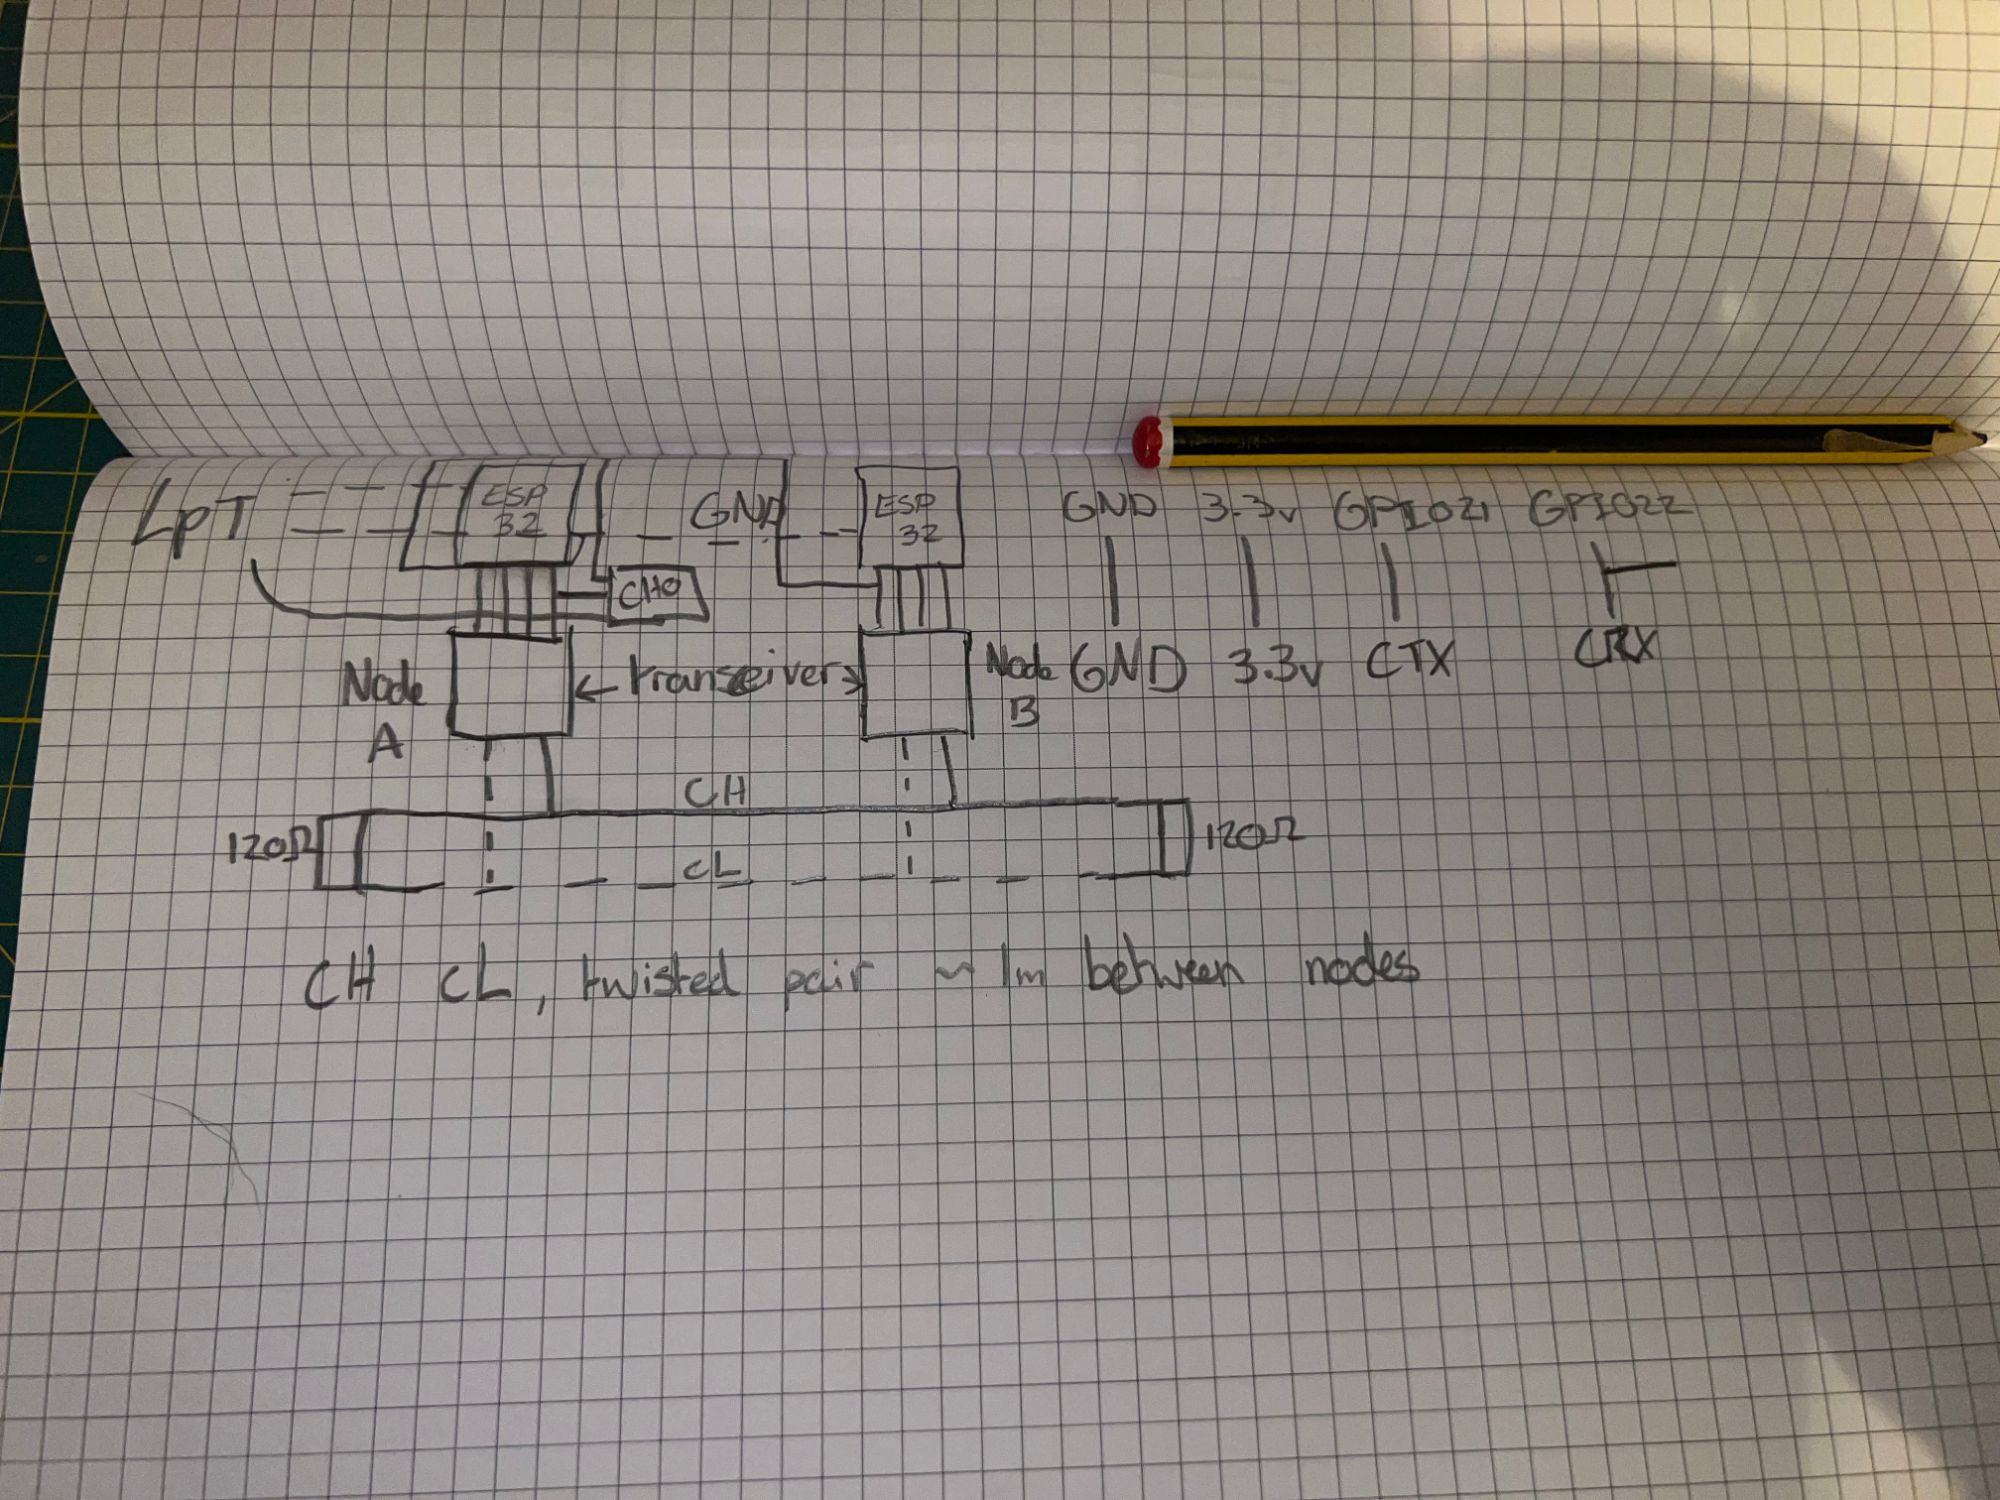 LpT ESP GND ESP GND 3.3v GPIO21 GPIO22
32 32
CHO
Node ← transeiver → Node GND 3.3v CTX CRX
A B
CH
120Ω CL 120Ω
CH CL, twisted pair ~ 1m between nodes